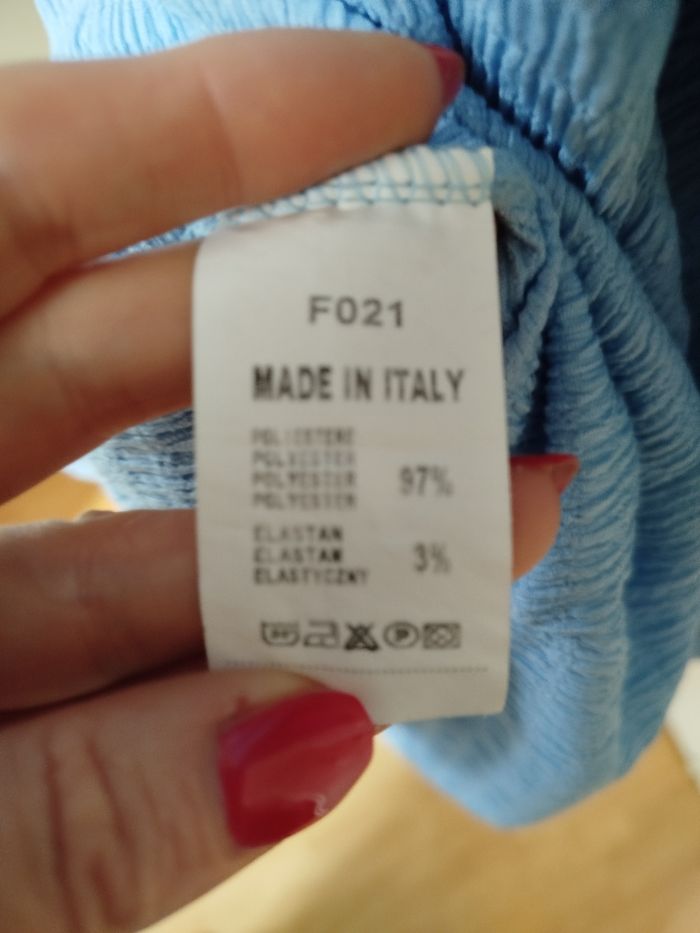 F021
MADE IN ITALY
POLIESTERE
POLYESTER
POLYESTER 97%
POLYESTER
ELASTAN
ELASTAN 3%
ELASTYCZNY
P